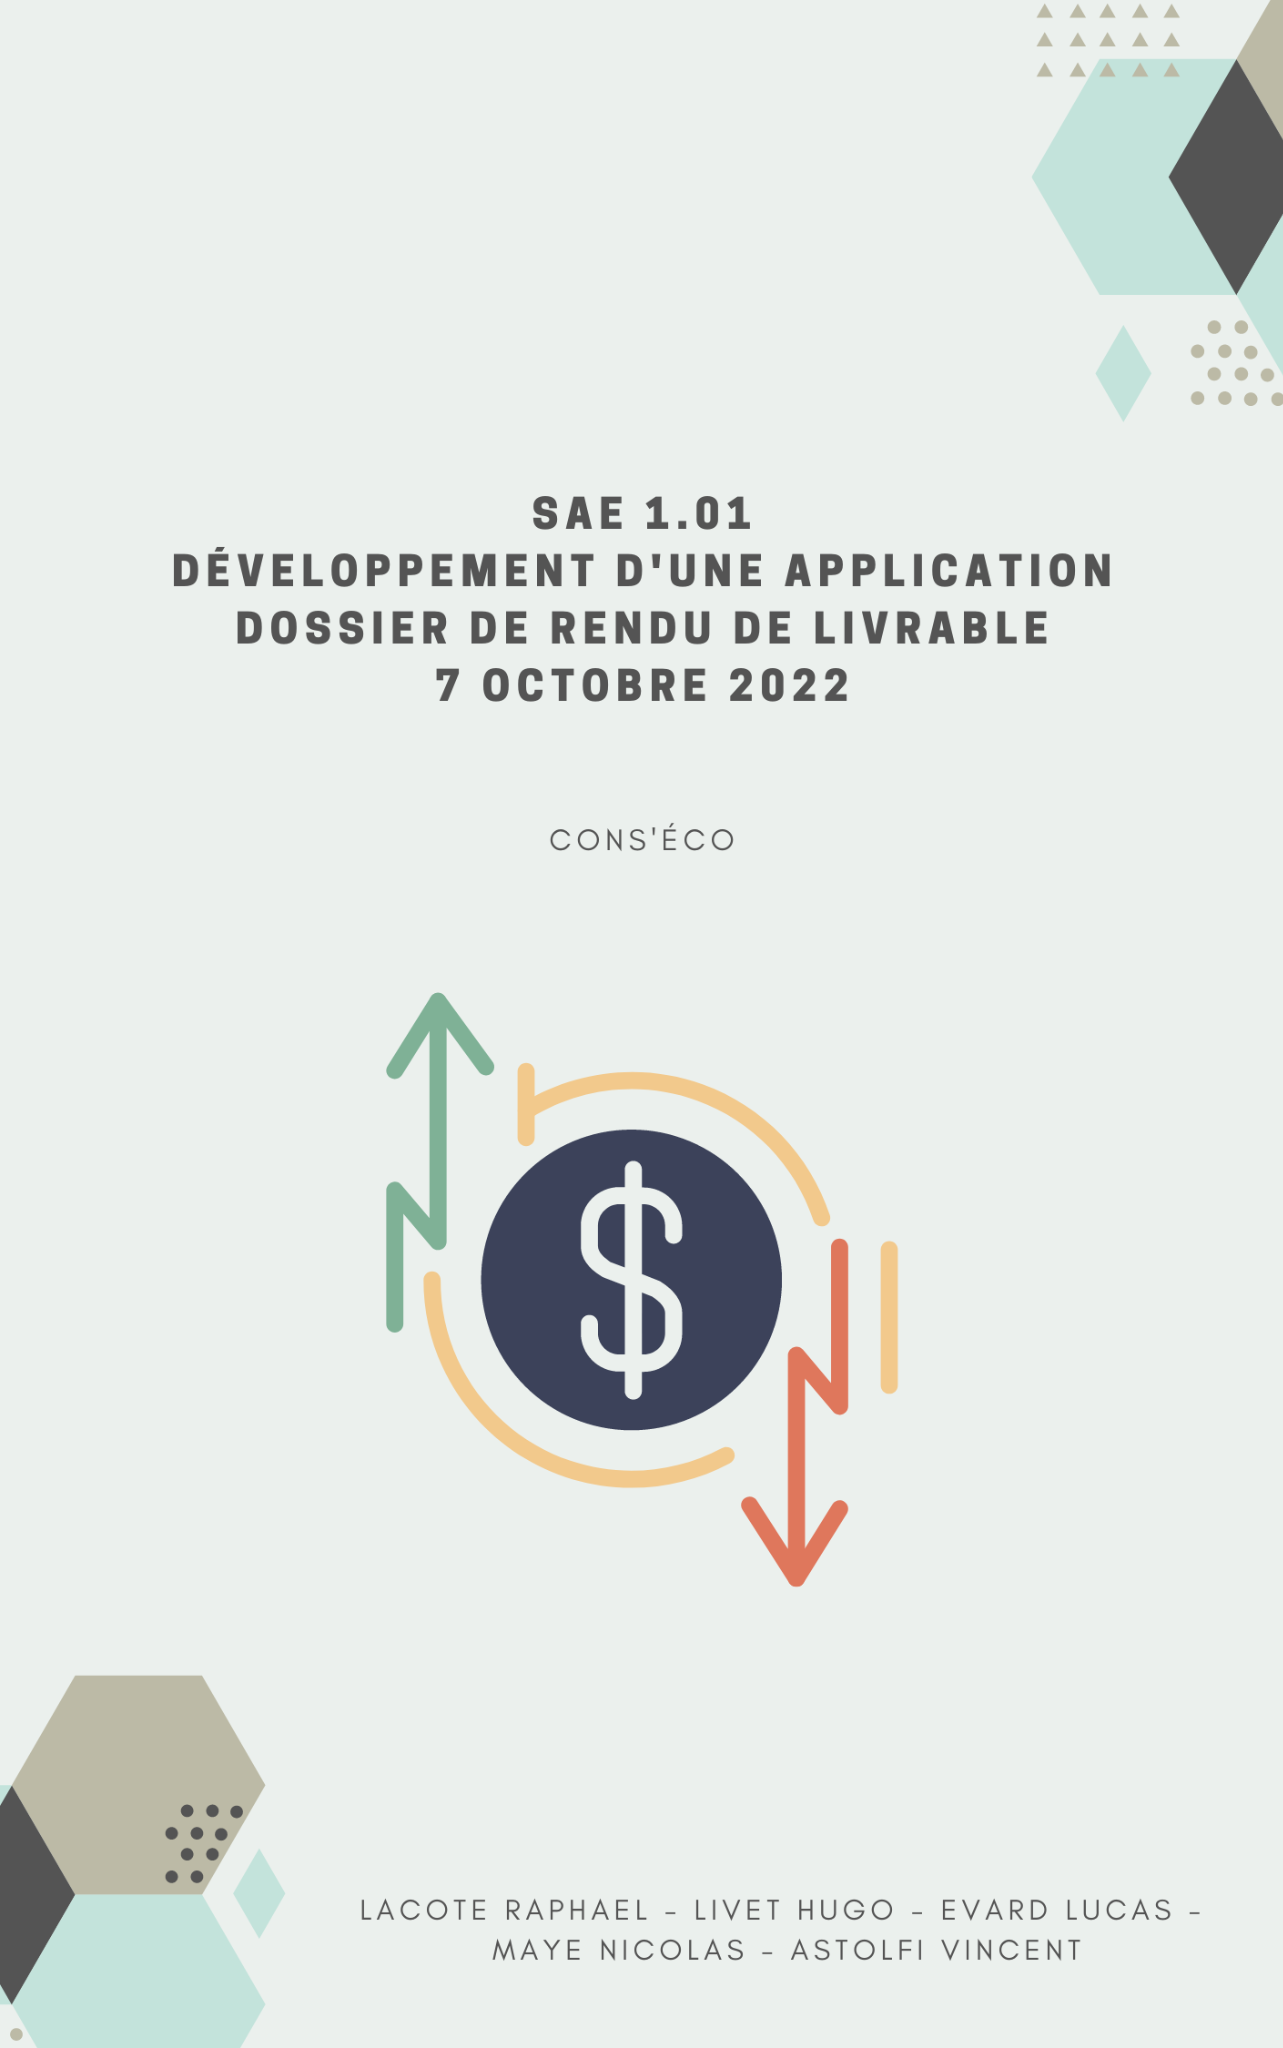 SAE 1.01
DÉVELOPPEMENT D'UNE APPLICATION
DOSSIER DE RENDU DE LIVRABLE
7 OCTOBRE 2022
CONS'ÉCO
$
LACOTE RAPHAEL - LIVET HUGO - EVARD LUCAS -
MAYE NICOLAS - ASTOLFI VINCENT